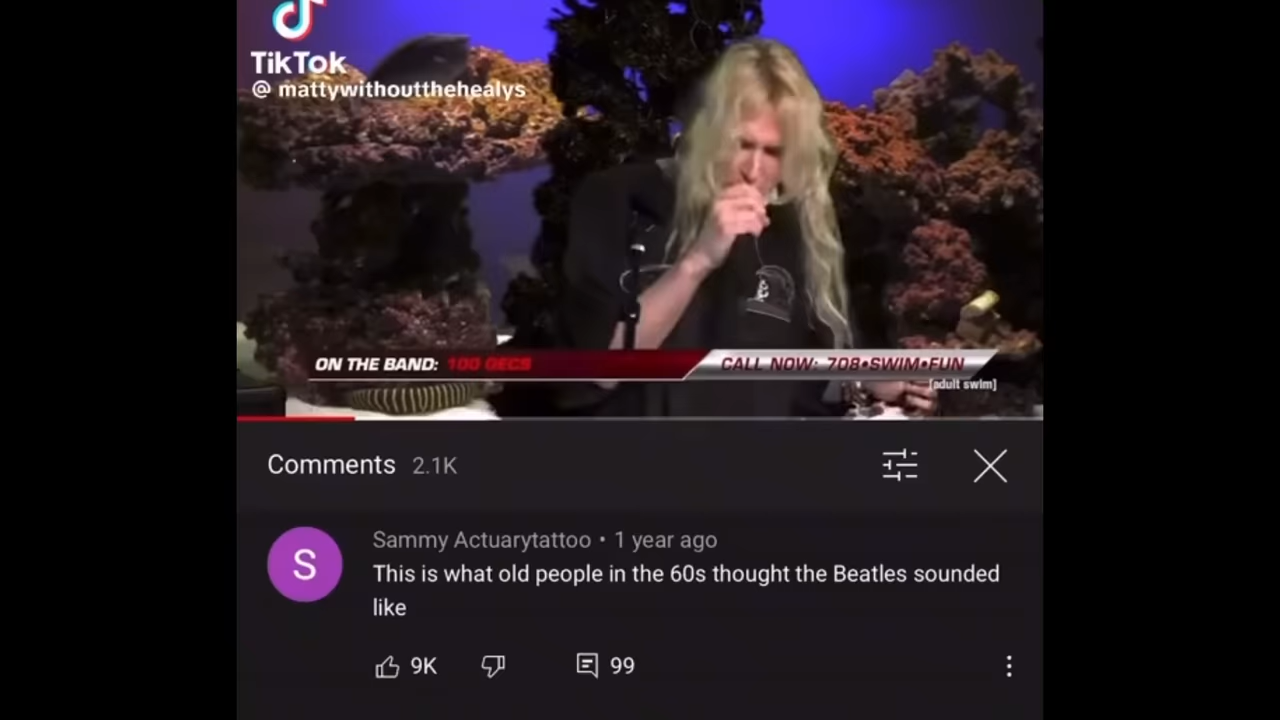 TikTok
@ mattywithoutthehealys
ON THE BAND: 100 GECS
CALL NOW: 708•SWIM•FUN
[adult swim]
Comments 2.1K
S
Sammy Actuarytattoo • 1 year ago
This is what old people in the 60s thought the Beatles sounded
like
9K
99